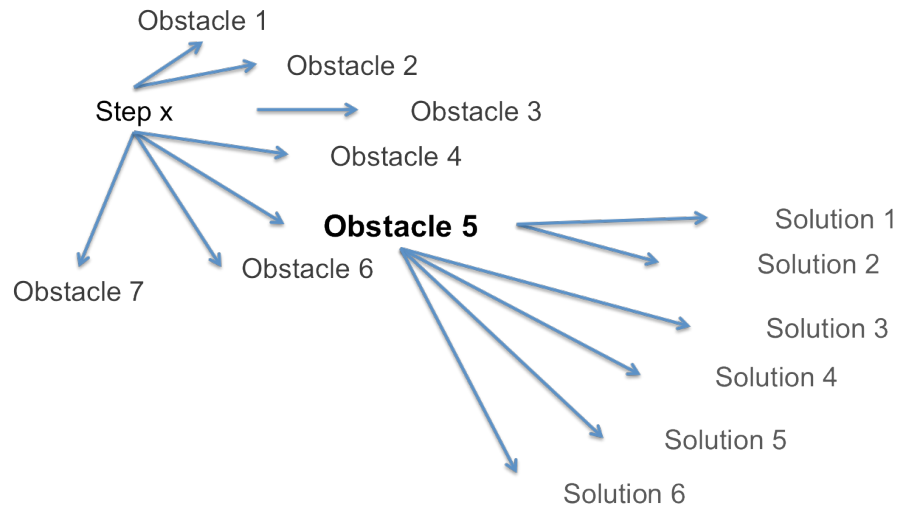 Obstacle 1
Obstacle 2
Step x
Obstacle 3
Obstacle 4
Obstacle 5
Solution 1
Solution 2
Obstacle 6
Obstacle 7
Solution 3
Solution 4
Solution 5
Solution 6